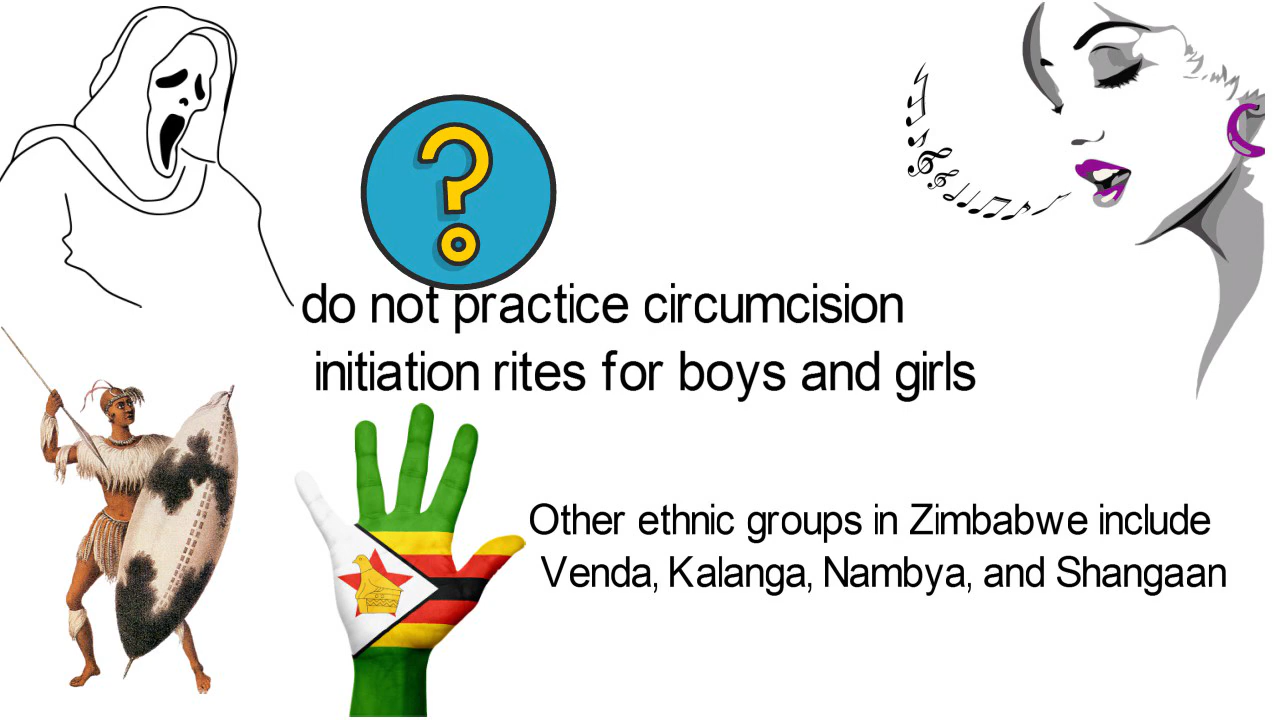 do not practice circumcision
initiation rites for boys and girls
Other ethnic groups in Zimbabwe include
Venda, Kalanga, Nambya, and Shangaan